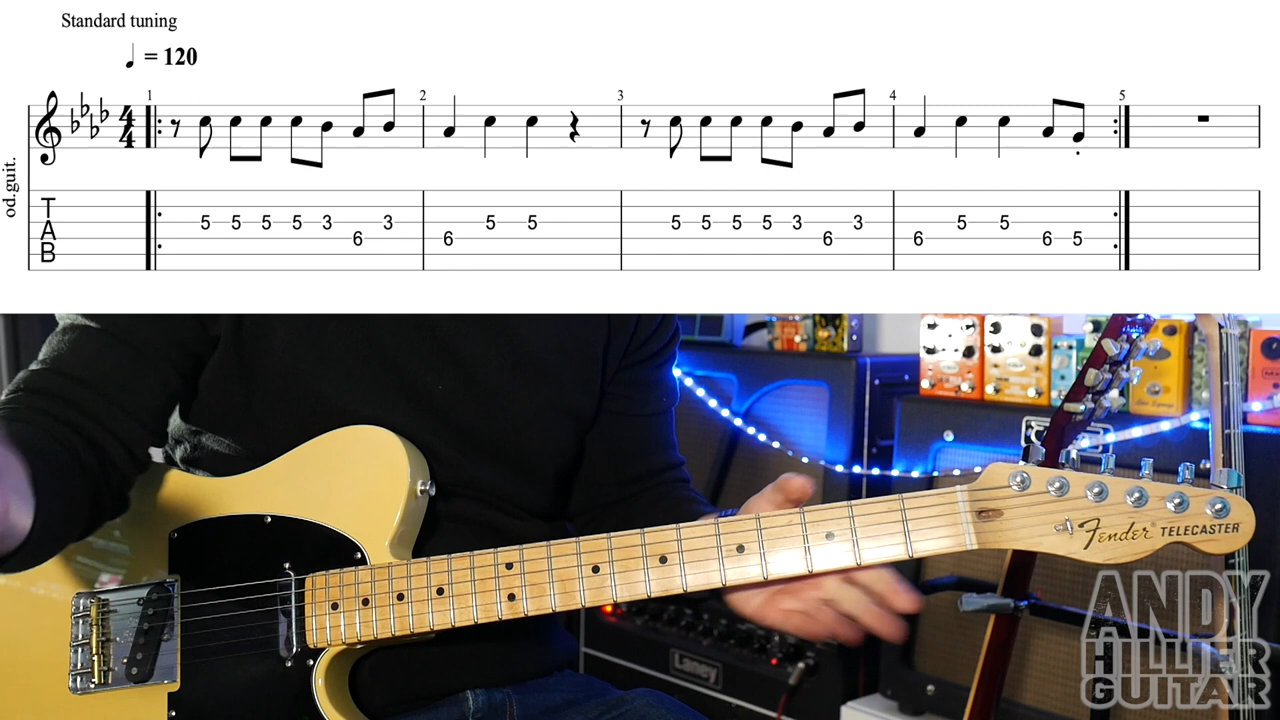 Standard tuning
= 120
1 2 3 4 5
4
4
od.guit.
T
A
B
5 5 5 5 3 6 3 6 5 5 5 5 5 5 3 6 3 6 5 5 6 5
Fender TELECASTER
Laney
ANDY
HILLIER
GUITAR